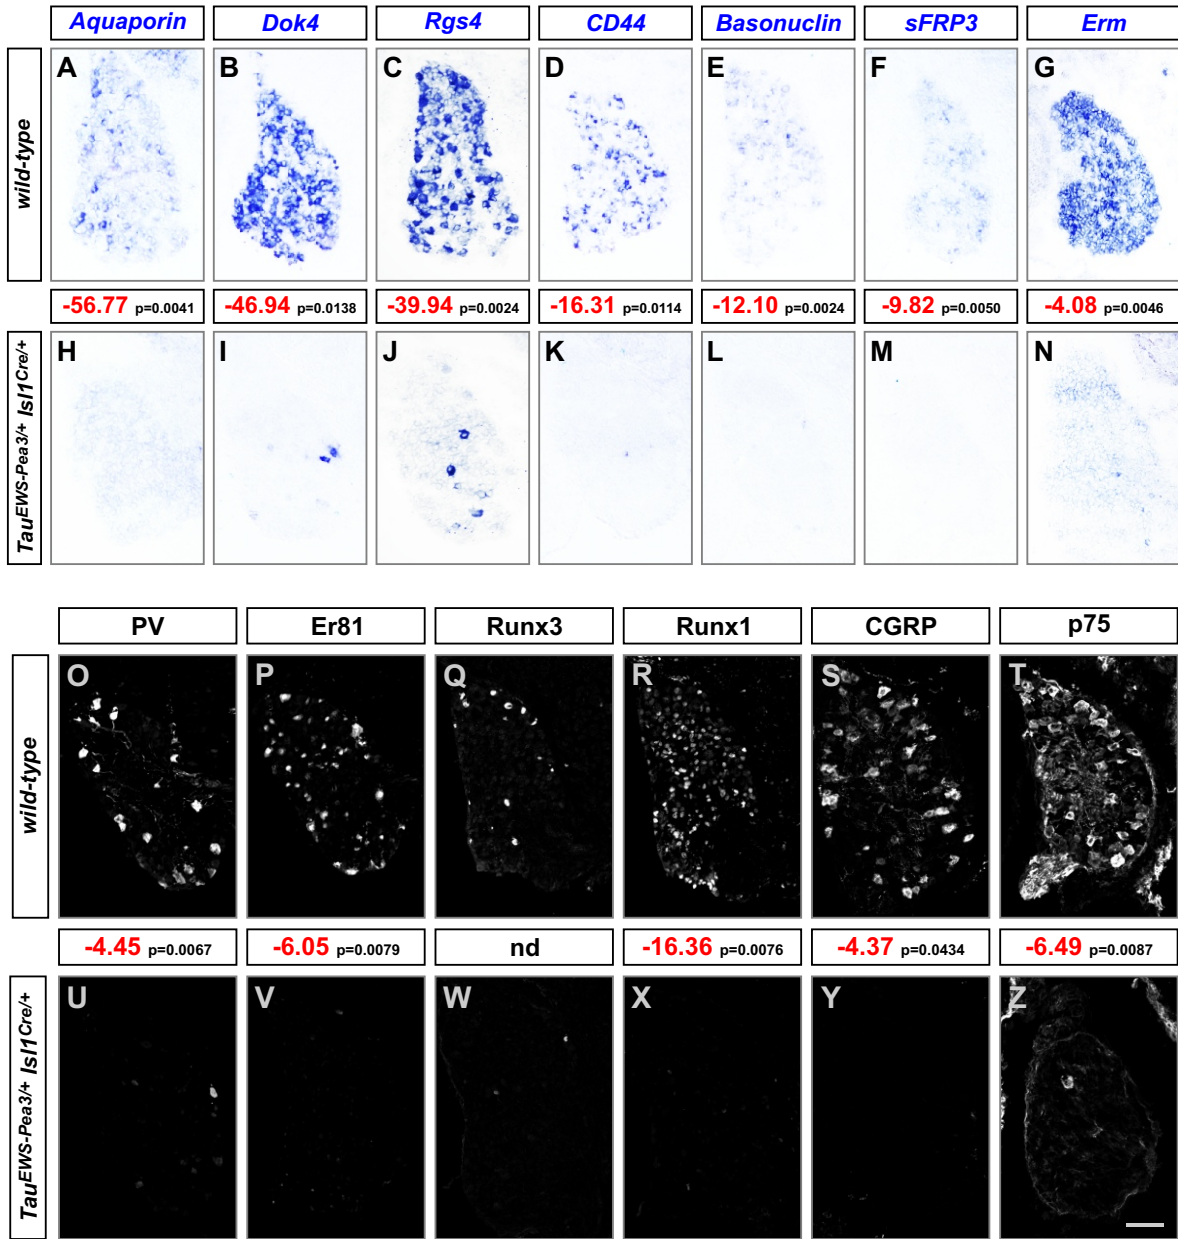 Aquaporin Dok4 Rgs4 CD44 Basonuclin sFRP3 Erm
wild-type
A B C D E F G
-56.77 p=0.0041 -46.94 p=0.0138 -39.94 p=0.0024 -16.31 p=0.0114 -12.10 p=0.0024 -9.82 p=0.0050 -4.08 p=0.0046
Tau^EWS-Pea3/+ Isl1^Cre/+
H I J K L M N
PV Er81 Runx3 Runx1 CGRP p75
wild-type
O P Q R S T
-4.45 p=0.0067 -6.05 p=0.0079 nd -16.36 p=0.0076 -4.37 p=0.0434 -6.49 p=0.0087
Tau^EWS-Pea3/+ Isl1^Cre/+
U V W X Y Z